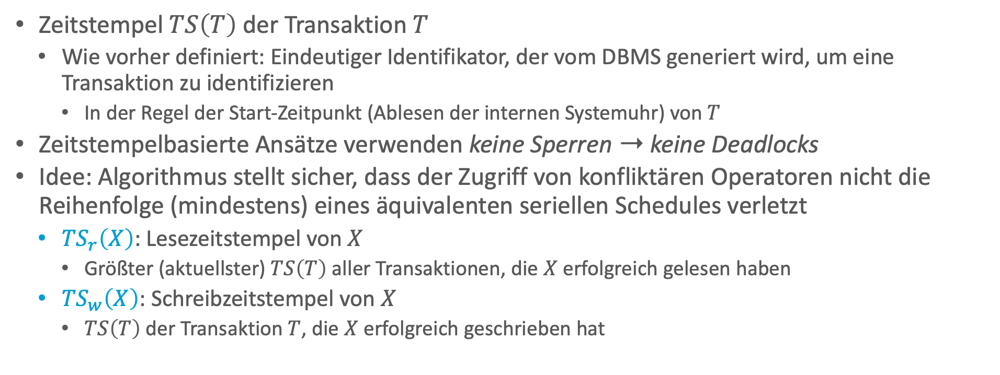 • Zeitstempel TS(T) der Transaktion T
• Wie vorher definiert: Eindeutiger Identifikator, der vom DBMS generiert wird, um eine
Transaktion zu identifizieren
• In der Regel der Start-Zeitpunkt (Ablesen der internen Systemuhr) von T
• Zeitstempelbasierte Ansätze verwenden keine Sperren → keine Deadlocks
• Idee: Algorithmus stellt sicher, dass der Zugriff von konfliktären Operatoren nicht die
Reihenfolge (mindestens) eines äquivalenten seriellen Schedules verletzt
• TSᵣ(X): Lesezeitstempel von X
• Größter (aktuellster) TS(T) aller Transaktionen, die X erfolgreich gelesen haben
• TS_w(X): Schreibzeitstempel von X
• TS(T) der Transaktion T, die X erfolgreich geschrieben hat